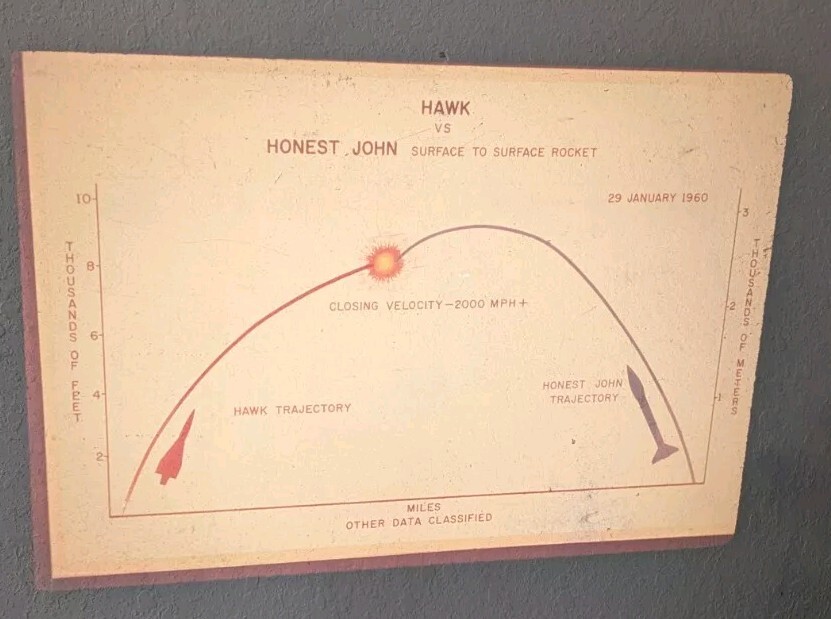 HAWK
VS
HONEST JOHN SURFACE TO SURFACE ROCKET
29 JANUARY 1960
10
8
6
4
2
THOUSANDS OF FEET
3
2
1
THOUSANDS OF METERS
CLOSING VELOCITY—2000 MPH+
HAWK TRAJECTORY
HONEST JOHN
TRAJECTORY
MILES
OTHER DATA CLASSIFIED